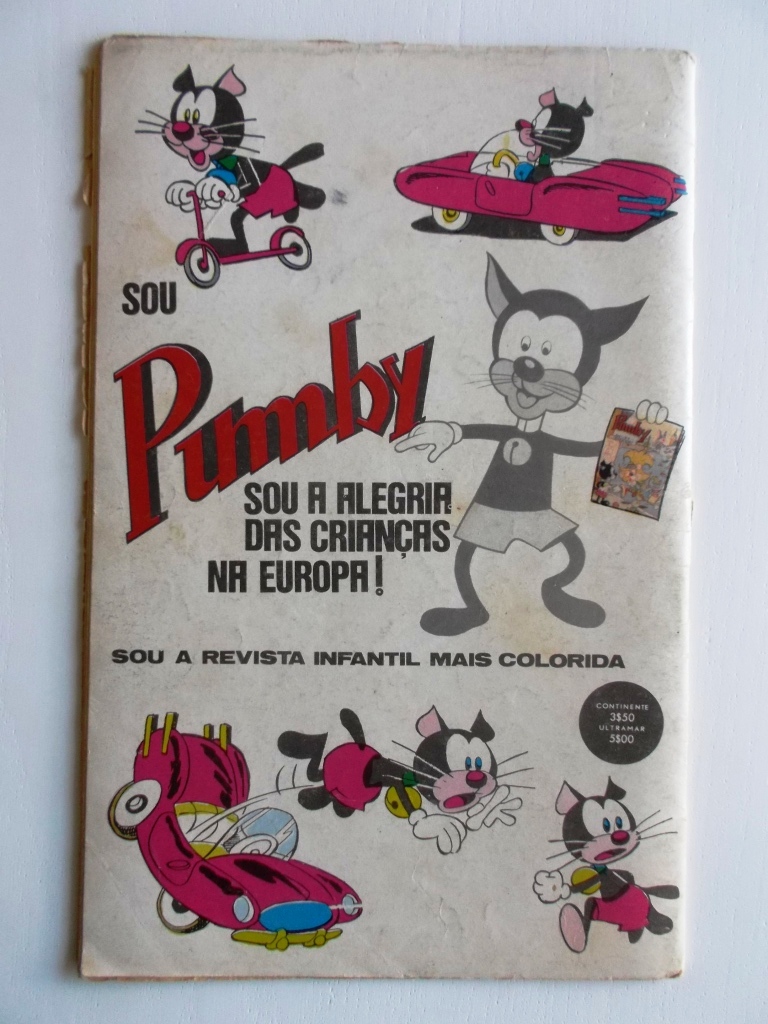 SOU
Pumby
Pumby
SOU A ALEGRIA
DAS CRIANÇAS
NA EUROPA!
SOU A REVISTA INFANTIL MAIS COLORIDA
CONTINENTE
3$50
ULTRAMAR
5$00